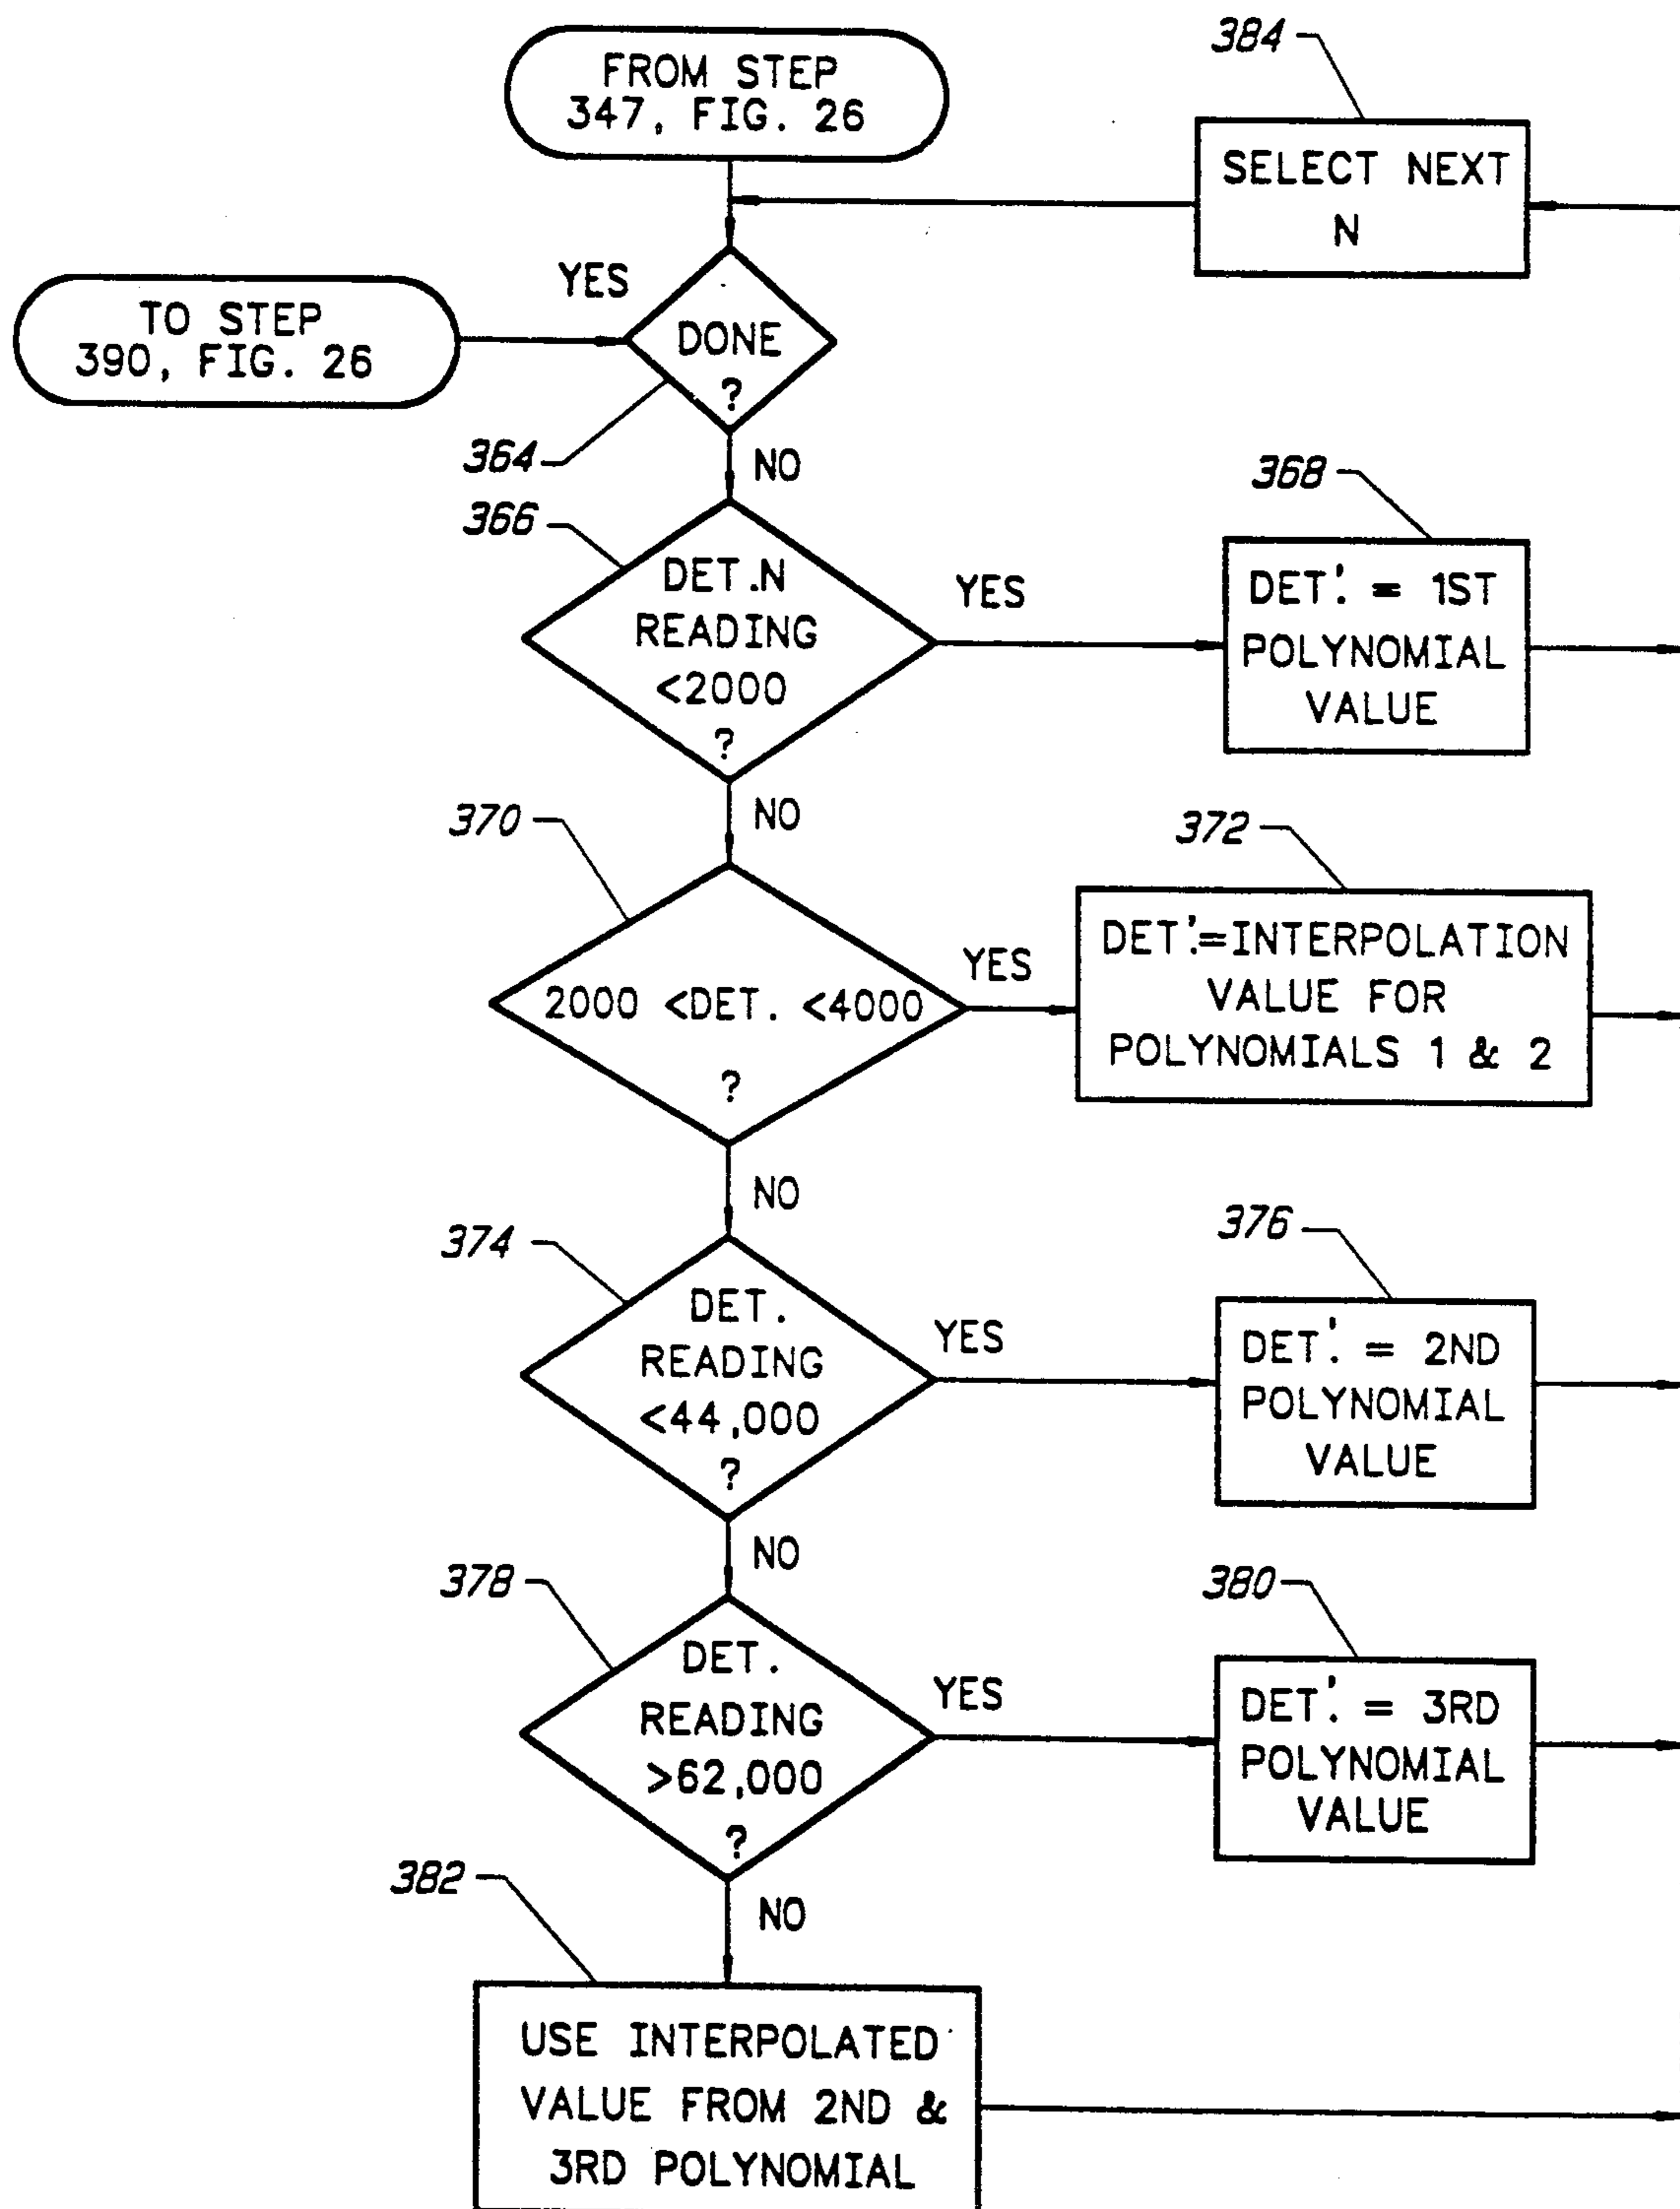 FROM STEP
347, FIG. 26
384
SELECT NEXT
N
YES
TO STEP
390, FIG. 26
DONE
?
364
NO
366
DET.N
READING
<2000
?
YES
368
DET.' = 1ST
POLYNOMIAL
VALUE
NO
370
2000 <DET. <4000
?
YES
372
DET.'=INTERPOLATION
VALUE FOR
POLYNOMIALS 1 & 2
NO
374
DET.
READING
<44,000
?
YES
376
DET.' = 2ND
POLYNOMIAL
VALUE
NO
378
DET.
READING
>62,000
?
YES
380
DET.' = 3RD
POLYNOMIAL
VALUE
NO
382
USE INTERPOLATED
VALUE FROM 2ND &
3RD POLYNOMIAL